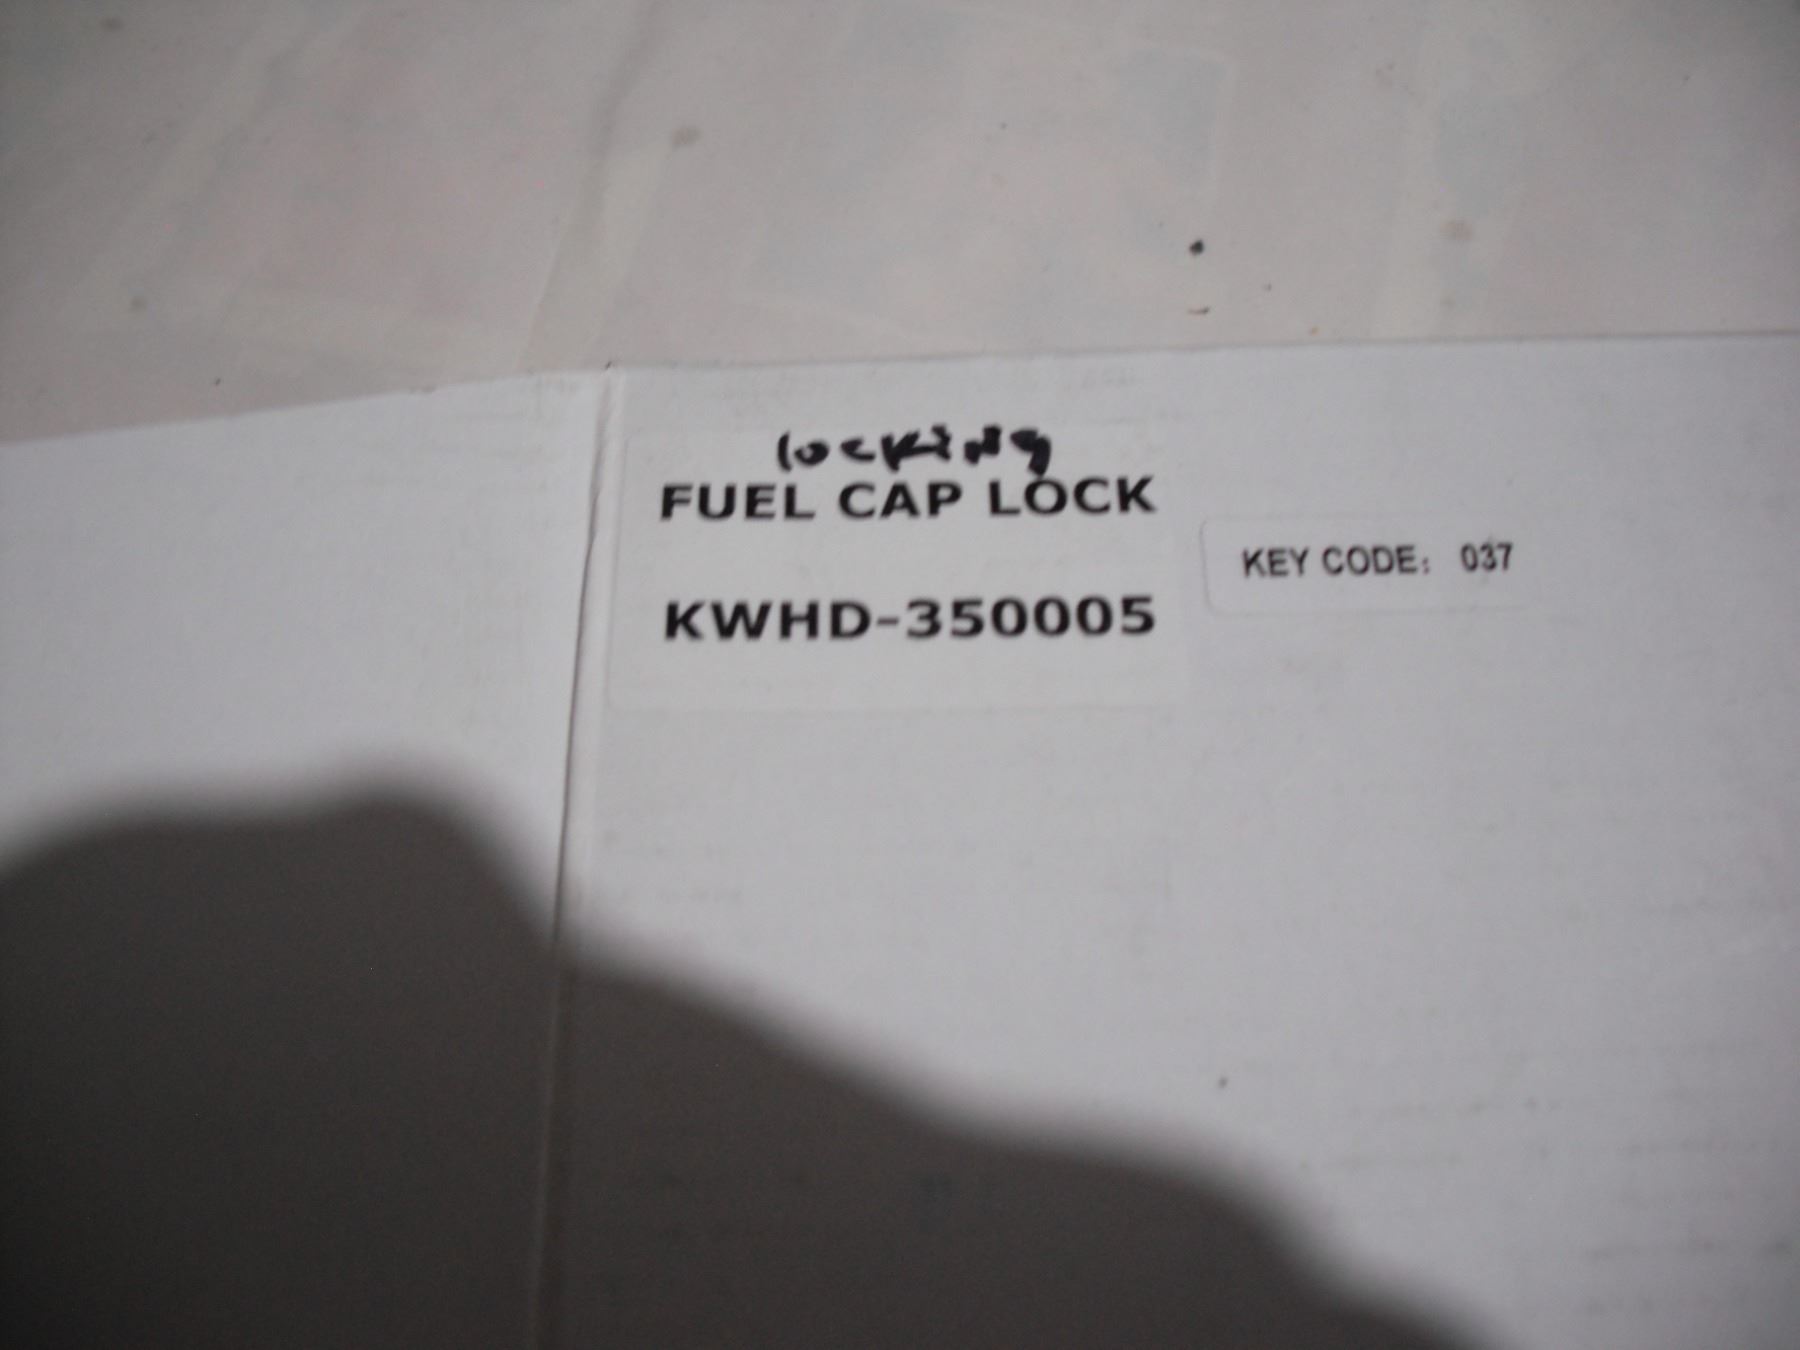 locking
FUEL CAP LOCK
KEY CODE: 037
KWHD-350005